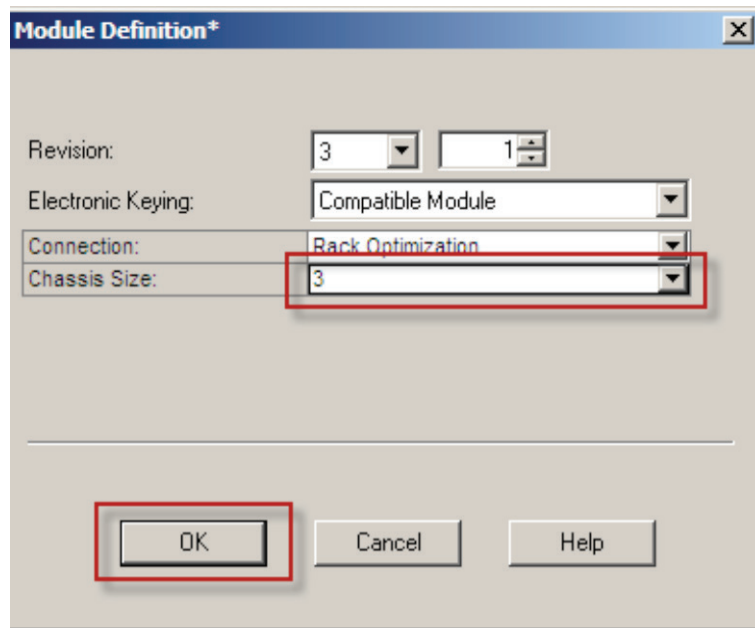 Module Definition*
Revision: 3 1
Electronic Keying: Compatible Module
Connection: Rack Optimization
Chassis Size: 3
OK Cancel Help